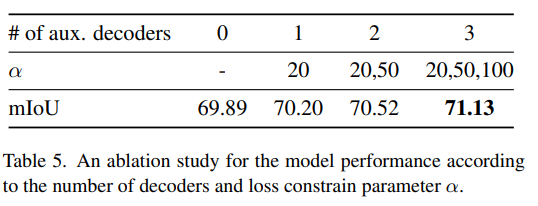 # of aux. decoders 0 1 2 3
α - 20 20,50 20,50,100
mIoU 69.89 70.20 70.52 71.13
Table 5. An ablation study for the model performance according
to the number of decoders and loss constrain parameter α.